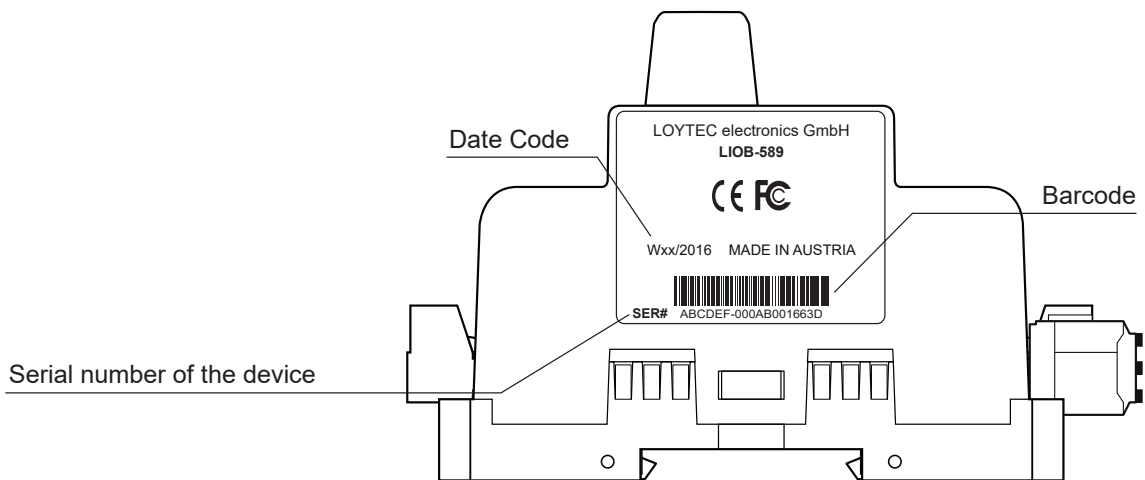 LOYTEC electronics GmbH
LIOB-589
Date Code
CE FC
Barcode
Wxx/2016 MADE IN AUSTRIA
SER# ABCDEF-000AB001663D
Serial number of the device